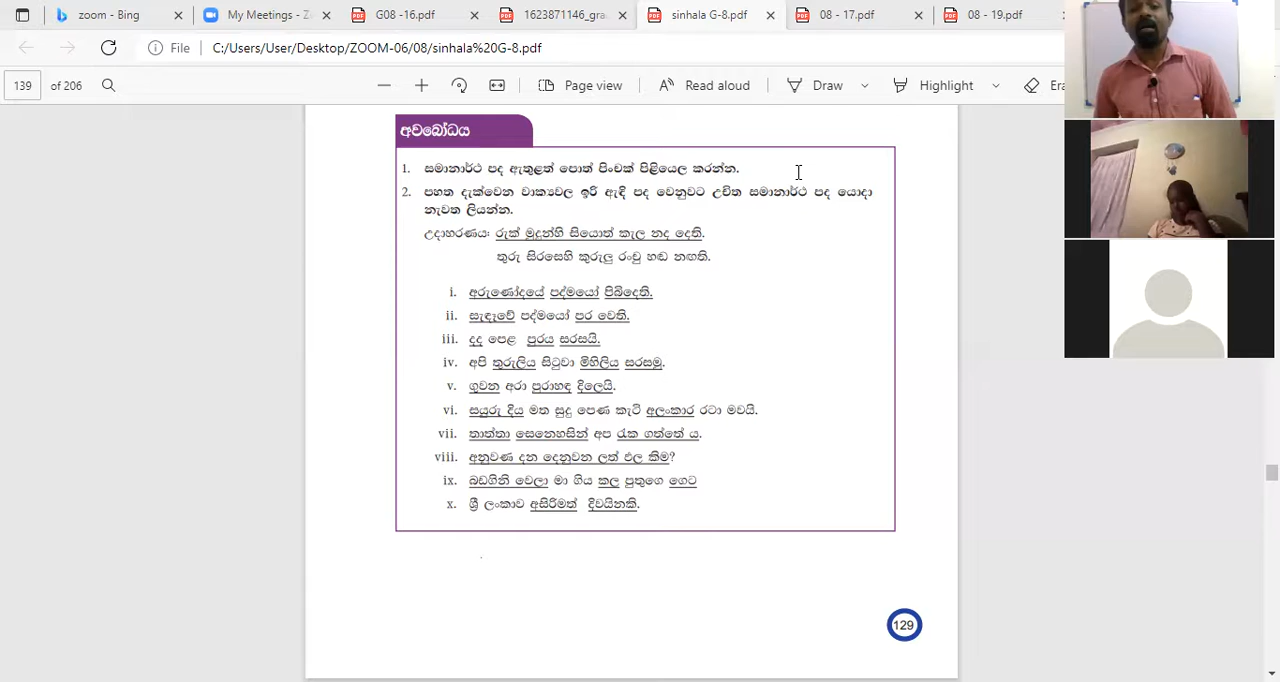 zoom - Bing
My Meetings - Z
G08 -16.pdf
1623871146_gra
sinhala G-8.pdf
08 - 17.pdf
08 - 19.pdf
File C:/Users/User/Desktop/ZOOM-06/08/sinhala%20G-8.pdf
139 of 206 Page view Read aloud Draw Highlight Era
අවබෝධය
1. සමානාර්ථ පද ඇතුළත් පොත් පිංචක් පිළියෙල කරන්න.
2. පහත දැක්වෙන වාක්‍යවල ඉරි ඇඳි පද වෙනුවට උචිත සමානාර්ථ පද යොදා
නැවත ලියන්න.
උදාහරණය: රුක් මුදුන්හි සියොත් කැල නද දෙති.
තුරු සිරසෙහි කුරුලු රංචු හඬ නඟති.
i. අරුණෝදයේ පද්මයෝ පිබිදෙති.
ii. සැඳෑවේ පද්මයෝ පර වෙති.
iii. දද පෙළ පුරය සරසයි.
iv. අපි තුරුලිය සිටුවා මිහිලිය සරසමු.
v. ගුවන අරා පුරාහඳ දිලෙයි.
vi. සයුරු දිය මත සුදු පෙණ කැටි අලංකාර රටා මවයි.
vii. තාත්තා සෙනෙහසින් අප රැක ගත්තේ ය.
viii. අනුවණ දන දෙනුවන ලත් ඵල කිම?
ix. බඩගිනි වෙලා මා ගිය කල පුතුගෙ ගෙට
x. ශ්‍රී ලංකාව අසිරිමත් දිවයිනකි.
129